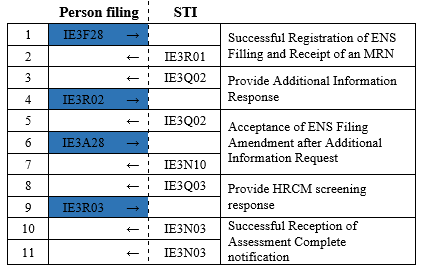 Person filing STI
1 IE3F28 → Successful Registration of ENS
Filling and Receipt of an MRN
2 ← IE3R01
3 ← IE3Q02 Provide Additional Information
Response
4 IE3R02 →
5 ← IE3Q02 Acceptance of ENS Filing
Amendment after Additional
Information Request
6 IE3A28 →
7 ← IE3N10
8 ← IE3Q03 Provide HRCM screening
response
9 IE3R03 →
10 ← IE3N03 Successful Reception of
Assessment Complete
notification
11 ← IE3N03